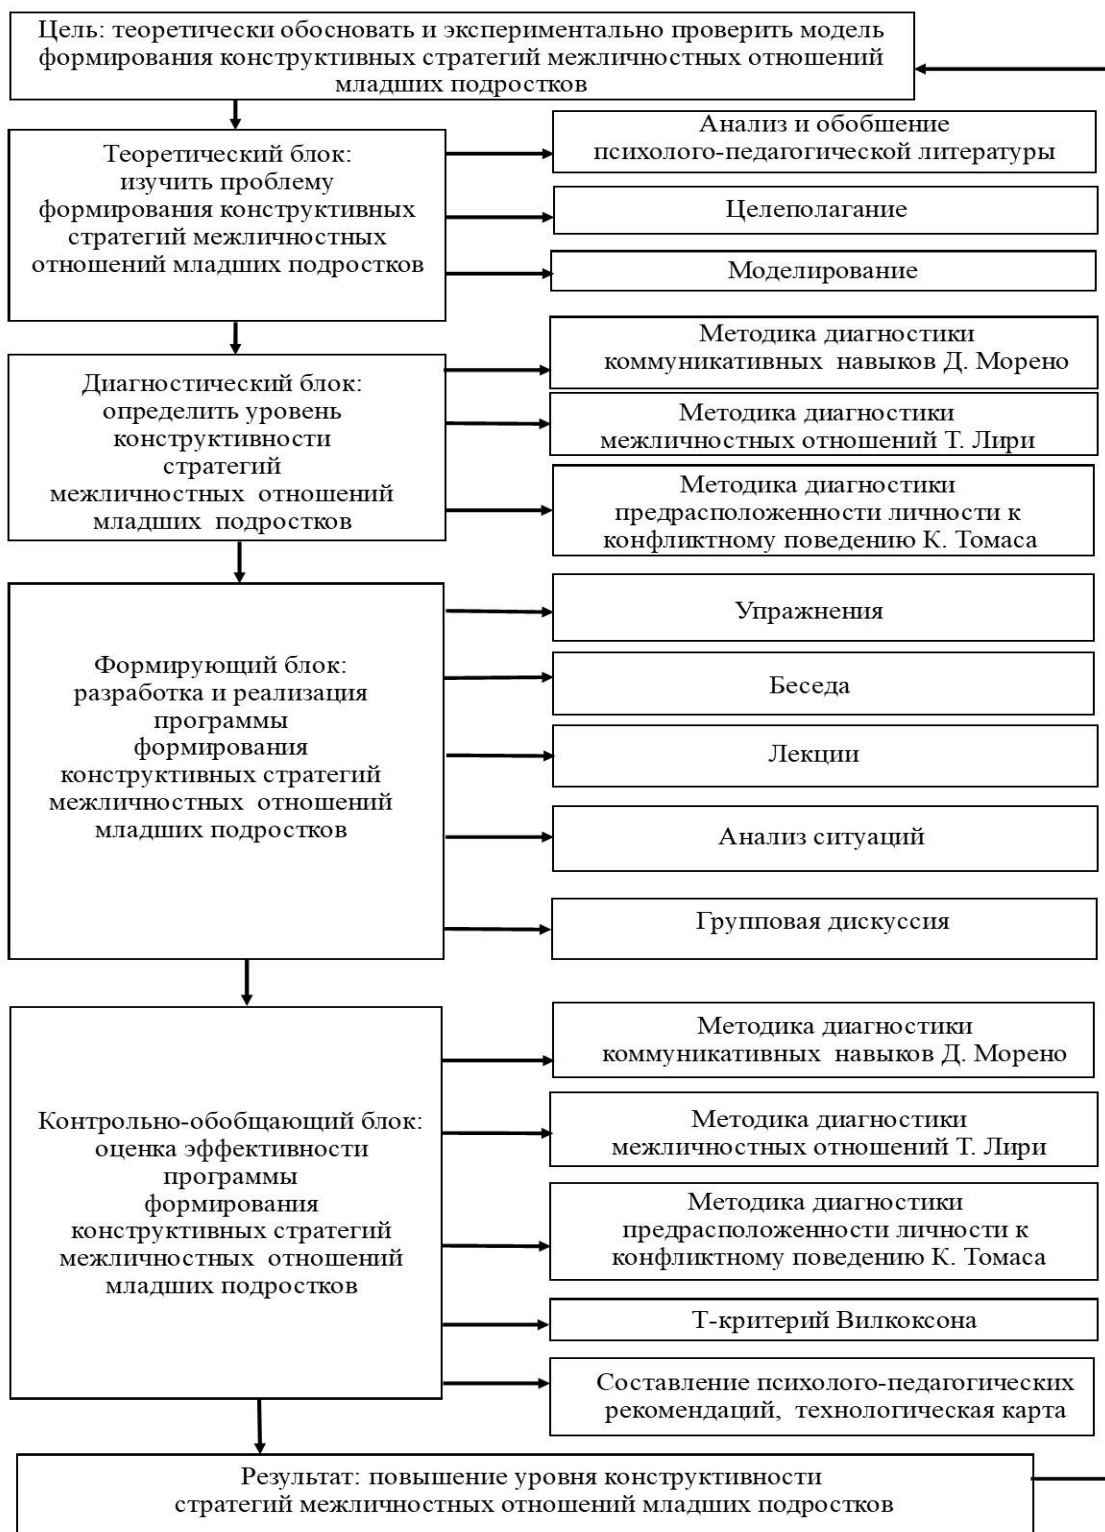 Цель: теоретически обосновать и экспериментально проверить модель
формирования конструктивных стратегий межличностных отношений
младших подростков
Теоретический блок:
изучить проблему
формирования конструктивных
стратегий межличностных
отношений младших подростков
Анализ и обобшение
психолого-педагогической литературы
Целеполагание
Моделирование
Диагностический блок:
определить уровень
конструктивности
стратегий
межличностных отношений
младших подростков
Методика диагностики
коммуникативных навыков Д. Морено
Методика диагностики
межличностных отношений Т. Лири
Методика диагностики
предрасположенности личности к
конфликтному поведению К. Томаса
Формирующий блок:
разработка и реализация
программы
формирования
конструктивных стратегий
межличностных отношений
младших подростков
Упражнения
Беседа
Лекции
Анализ ситуаций
Групповая дискуссия
Контрольно-обобщающий блок:
оценка эффективности
программы
формирования
конструктивных стратегий
межличностных отношений
младших подростков
Методика диагностики
коммуникативных навыков Д. Морено
Методика диагностики
межличностных отношений Т. Лири
Методика диагностики
предрасположенности личности к
конфликтному поведению К. Томаса
Т-критерий Вилкоксона
Составление психолого-педагогических
рекомендаций, технологическая карта
Результат: повышение уровня конструктивности
стратегий межличностных отношений младших подростков